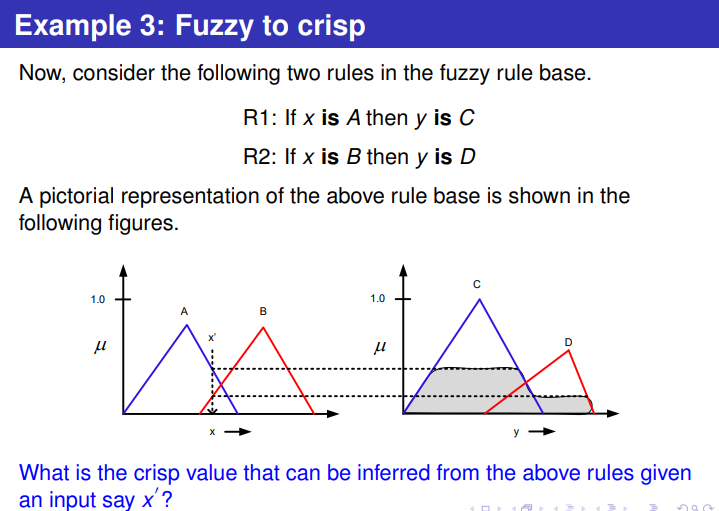 Example 3: Fuzzy to crisp
Now, consider the following two rules in the fuzzy rule base.
R1: If x is A then y is C
R2: If x is B then y is D
A pictorial representation of the above rule base is shown in the
following figures.
1.0
A
B
x'
μ
x
1.0
C
D
μ
y
What is the crisp value that can be inferred from the above rules given
an input say x′?